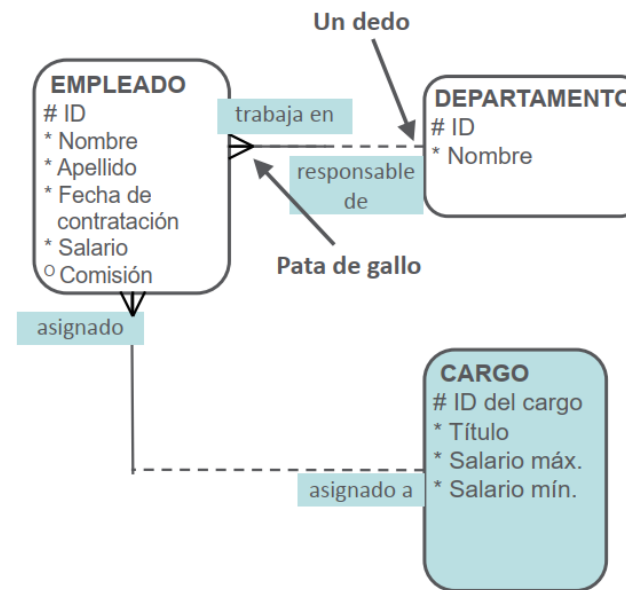 Un dedo
EMPLEADO
# ID
* Nombre
* Apellido
* Fecha de
contratación
* Salario
O Comisión
trabaja en
responsable
de
DEPARTAMENTO
# ID
* Nombre
Pata de gallo
asignado
asignado a
CARGO
# ID del cargo
* Título
* Salario máx.
* Salario mín.